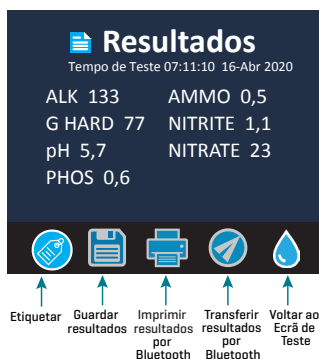 Resultados
Tempo de Teste 07:11:10 16-Abr 2020
ALK 133 AMMO 0,5
G HARD 77 NITRITE 1,1
pH 5,7 NITRATE 23
PHOS 0,6
Etiquetar
Guardar
resultados
Imprimir
resultados
por
Bluetooth
Transferir
resultados
por
Bluetooth
Voltar ao
Ecrã de
Teste